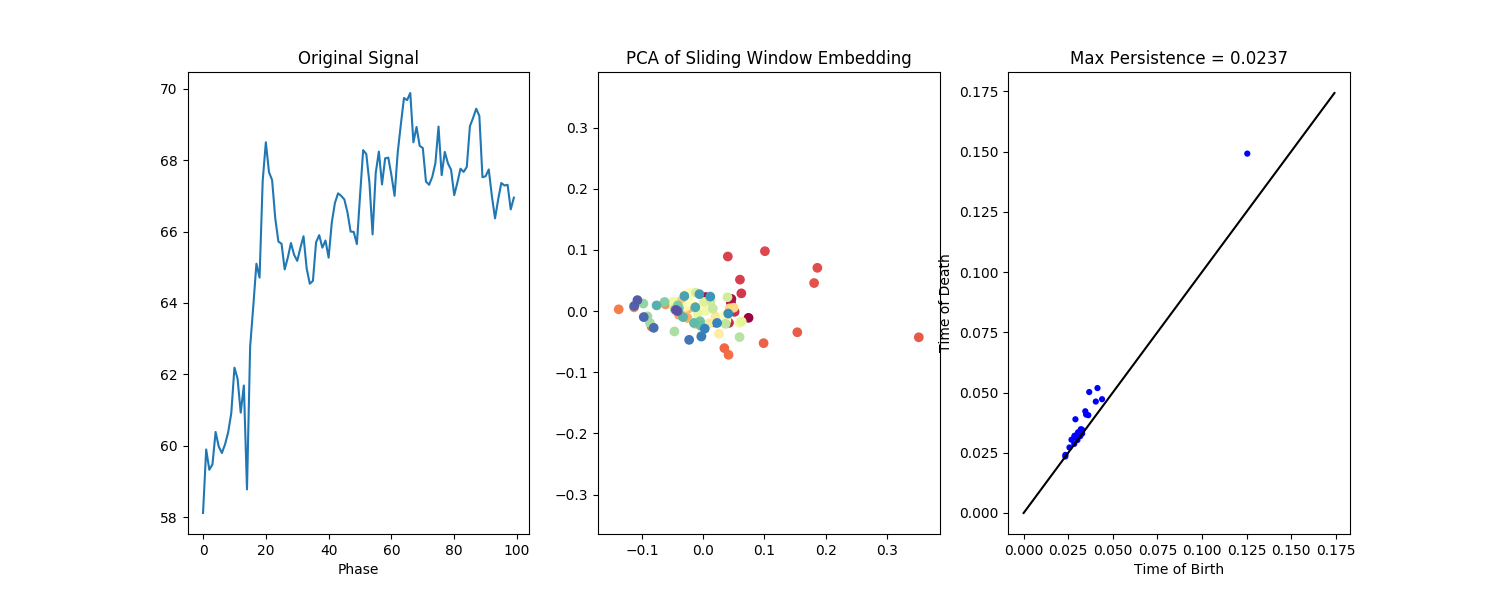 Original Signal
PCA of Sliding Window Embedding
Max Persistence = 0.0237
70
68
66
64
62
60
58
0 20 40 60 80 100
Phase
0.3
0.2
0.1
0.0
−0.1
−0.2
−0.3
−0.1 0.0 0.1 0.2 0.3
Time of Death
0.175
0.150
0.125
0.100
0.075
0.050
0.025
0.000
0.000 0.025 0.050 0.075 0.100 0.125 0.150 0.175
Time of Birth